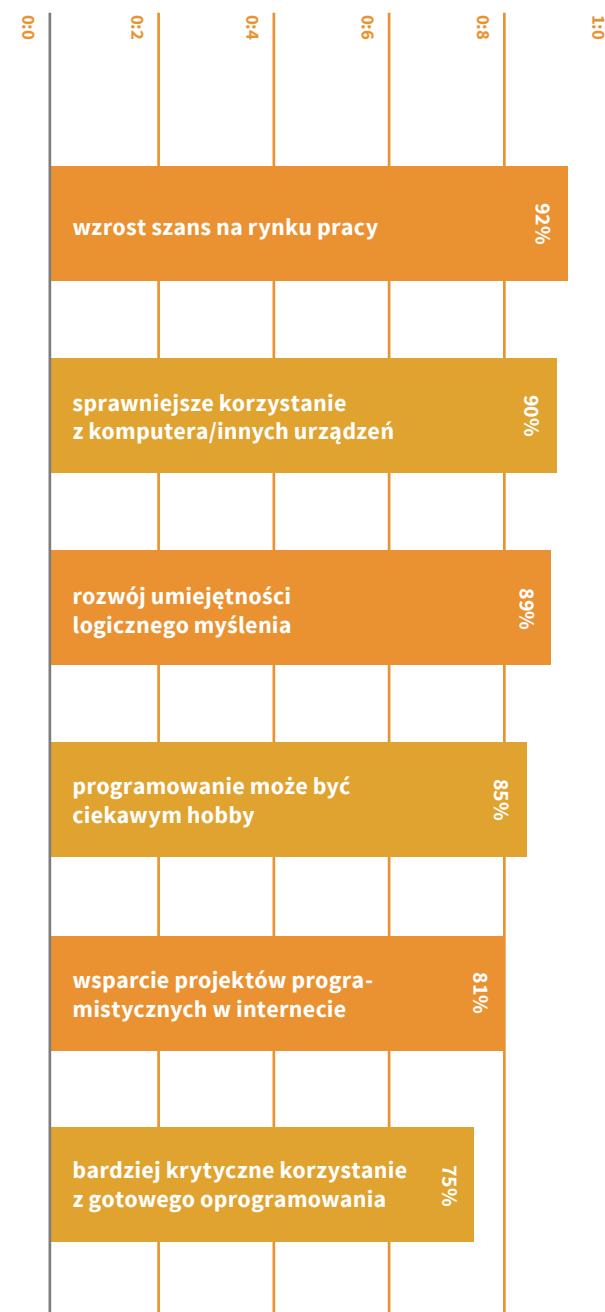 0:0
0:2
0:4
0:6
0:8
1:0
wzrost szans na rynku pracy
92%
sprawniejsze korzystanie
z komputera/innych urządzeń
90%
rozwój umiejętności
logicznego myślenia
89%
programowanie może być
ciekawym hobby
85%
wsparcie projektów progra-
mistycznych w internecie
81%
bardziej krytyczne korzystanie
z gotowego oprogramowania
75%